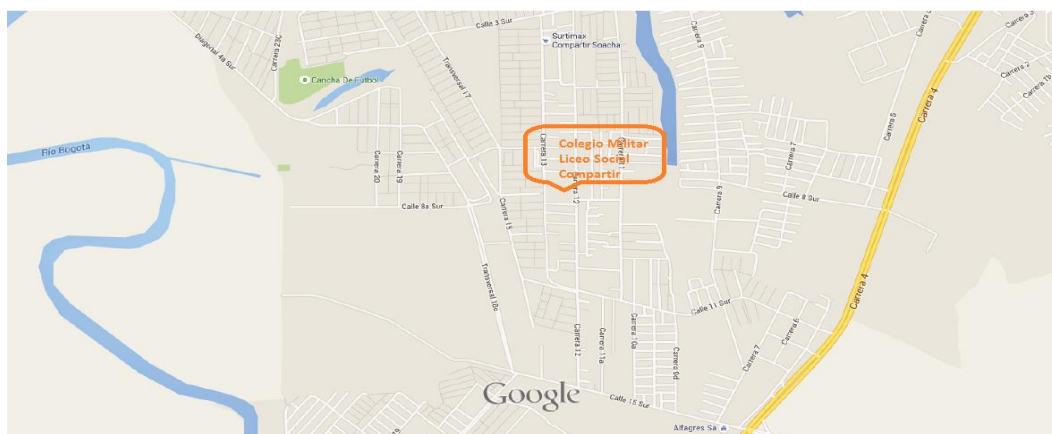 Calle 3 Sur
Carrera 9
Surtimax
Compartir Soacha
Diagonal 4a Sur
Carrera 23C
Cancha De Fútbol
Transversal 17
Carrera 2
Carrera 4
Carrera 5
Río Bogotá
Colegio Militar
Liceo Social
Compartir
Carrera 13
Carrera 7
Carrera 20
Carrera 19
Carrera 12
Carrera 9
Calle 8 Sur
Calle 8a Sur
Carrera 15
Transversal 16c
Carrera 4
Calle 11 Sur
Carrera 12
Carrera 11a
Carrera 10a
Carrera 9d
Carrera 7
Carrera 6
Google
Calle 15 Sur
Alfagres Sa